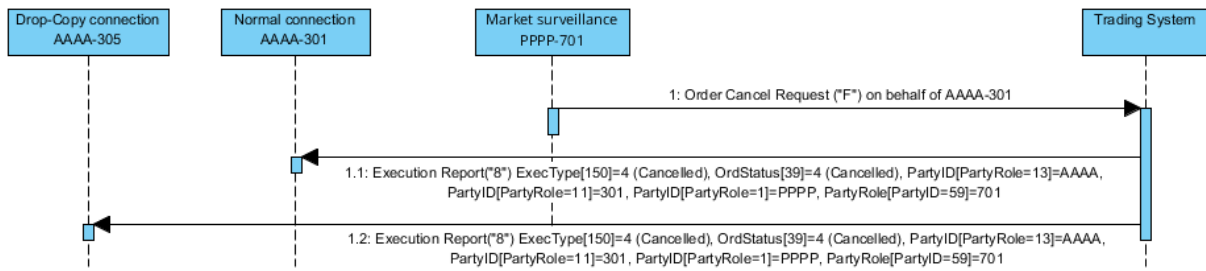 Drop-Copy connection
AAAA-305
Normal connection
AAAA-301
Market surveillance
PPPP-701
Trading System
1: Order Cancel Request ("F") on behalf of AAAA-301
1.1: Execution Report("8") ExecType[150]=4 (Cancelled), OrdStatus[39]=4 (Cancelled), PartyID[PartyRole=13]=AAAA,
PartyID[PartyRole=11]=301, PartyID[PartyRole=1]=PPPP, PartyRole[PartyID=59]=701
1.2: Execution Report("8") ExecType[150]=4 (Cancelled), OrdStatus[39]=4 (Cancelled), PartyID[PartyRole=13]=AAAA,
PartyID[PartyRole=11]=301, PartyID[PartyRole=1]=PPPP, PartyRole[PartyID=59]=701